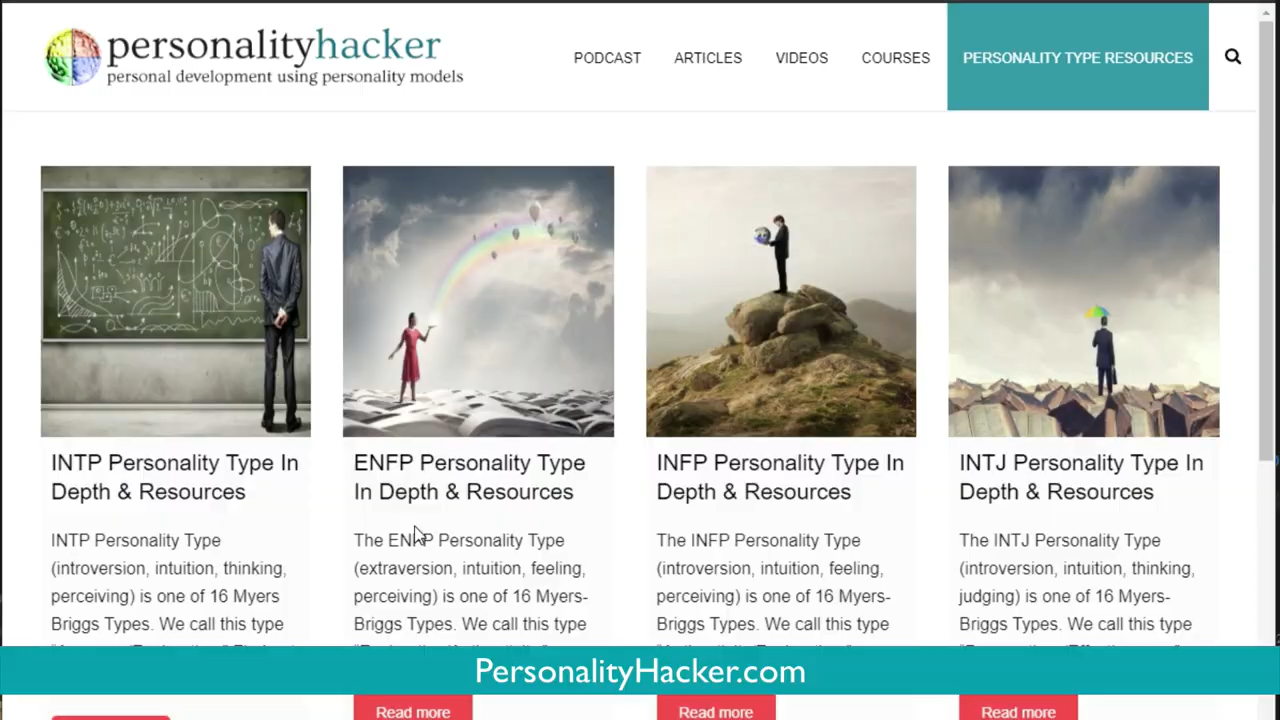 personalityhacker
personal development using personality models
PODCAST
ARTICLES
VIDEOS
COURSES
PERSONALITY TYPE RESOURCES
INTP Personality Type In
Depth & Resources
INTP Personality Type
(introversion, intuition, thinking,
perceiving) is one of 16 Myers
Briggs Types. We call this type
ENFP Personality Type
In Depth & Resources
The ENFP Personality Type
(extraversion, intuition, feeling,
perceiving) is one of 16 Myers-
Briggs Types. We call this type
Read more
INFP Personality Type In
Depth & Resources
The INFP Personality Type
(introversion, intuition, feeling,
perceiving) is one of 16 Myers-
Briggs Types. We call this type
Read more
INTJ Personality Type In
Depth & Resources
The INTJ Personality Type
(introversion, intuition, thinking,
judging) is one of 16 Myers-
Briggs Types. We call this type
Read more
PersonalityHacker.com